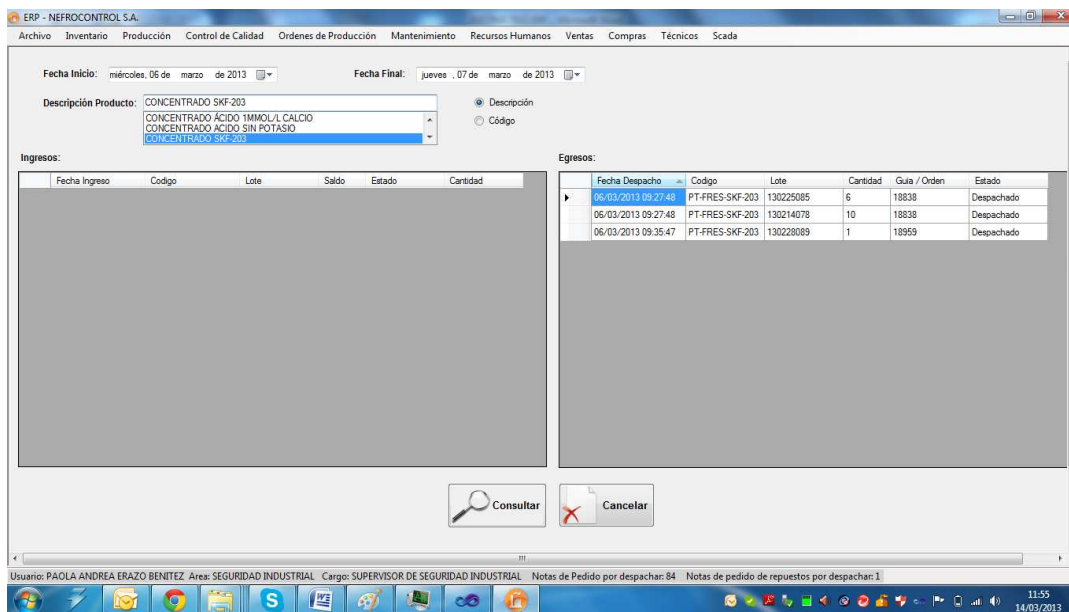 ERP - NEFROCONTROL S.A.
Archivo Inventario Producción Control de Calidad Ordenes de Producción Mantenimiento Recursos Humanos Ventas Compras Técnicos Scada
Fecha Inicio: miércoles, 06 de marzo de 2013 Fecha Final: jueves , 07 de marzo de 2013
Descripción Producto: CONCENTRADO SKF-203 Descripción
CONCENTRADO ÁCIDO 1MMOL/L CALCIO Código
CONCENTRADO ACIDO SIN POTASIO
CONCENTRADO SKF-203
Ingresos: Egresos:
Fecha Ingreso Codigo Lote Saldo Estado Cantidad Fecha Despacho Codigo Lote Cantidad Guia / Orden Estado
06/03/2013 09:27:48 PT-FRES-SKF-203 130225085 6 18838 Despachado
06/03/2013 09:27:48 PT-FRES-SKF-203 130214078 10 18838 Despachado
06/03/2013 09:35:47 PT-FRES-SKF-203 130228089 1 18959 Despachado
Consultar Cancelar
Usuario: PAOLA ANDREA ERAZO BENITEZ Area: SEGURIDAD INDUSTRIAL Cargo: SUPERVISOR DE SEGURIDAD INDUSTRIAL Notas de Pedido por despachar: 84 Notas de pedido de repuestos por despachar: 1
11:55
14/03/2013